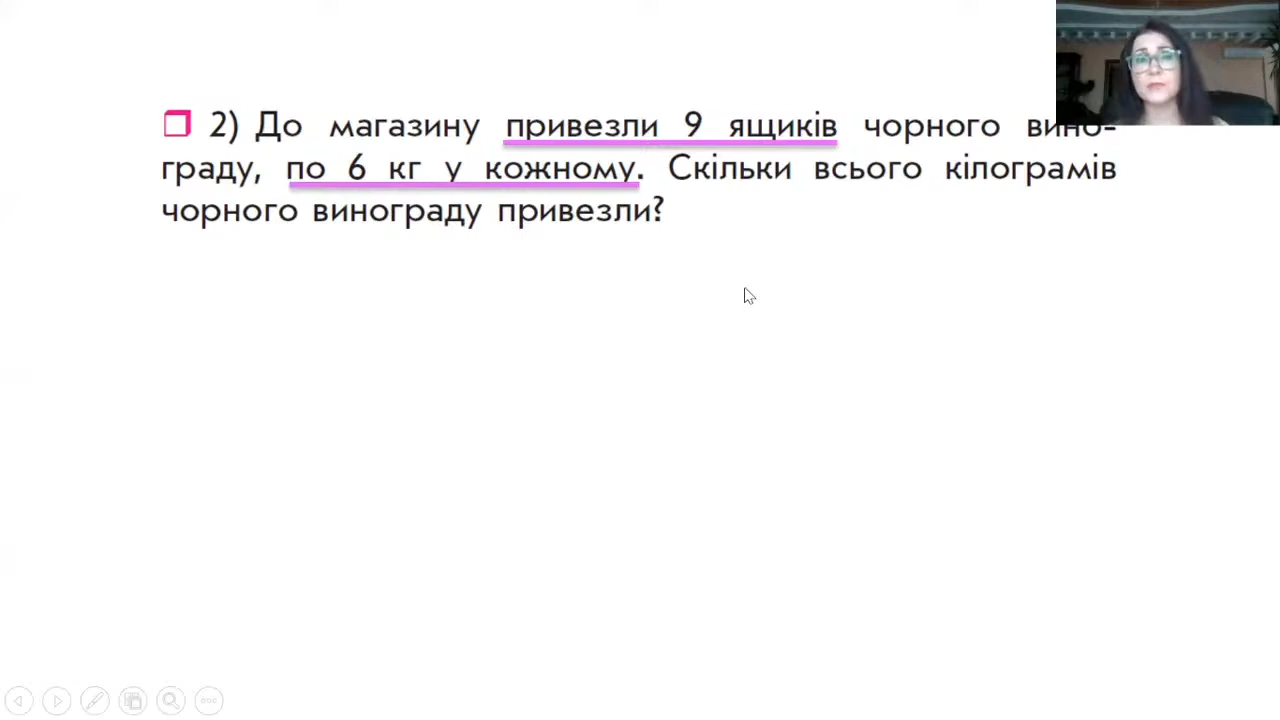 2) До магазину привезли 9 ящиків чорного вино-
граду, по 6 кг у кожному. Скільки всього кілограмів
чорного винограду привезли?